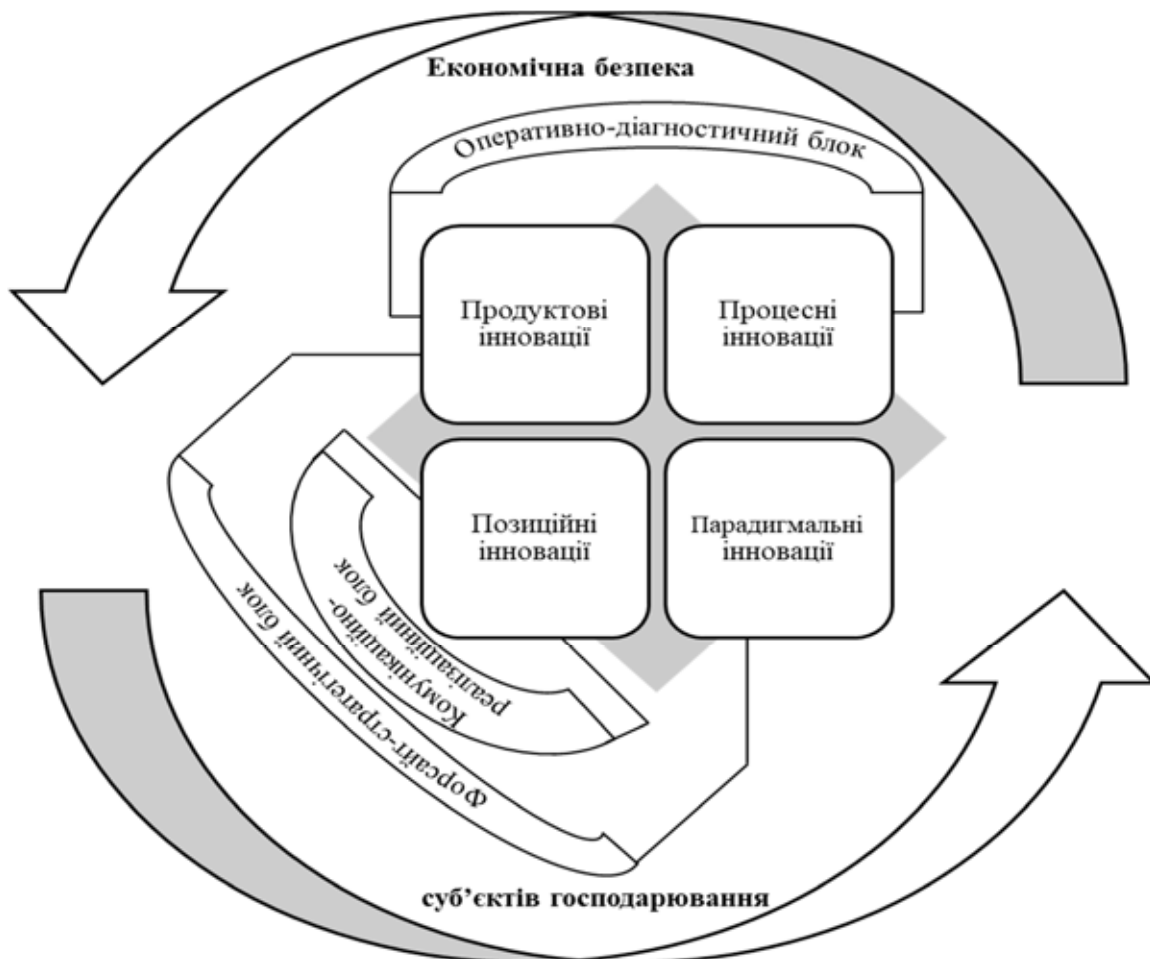 Економічна безпека
Оперативно-діагностичний блок
Продуктові
інновації
Процесні
інновації
Позиційні
інновації
Парадигмальні
інновації
Комунікаційно-
реалізаційний блок
Форсайт-стратегічний блок
суб’єктів господарювання